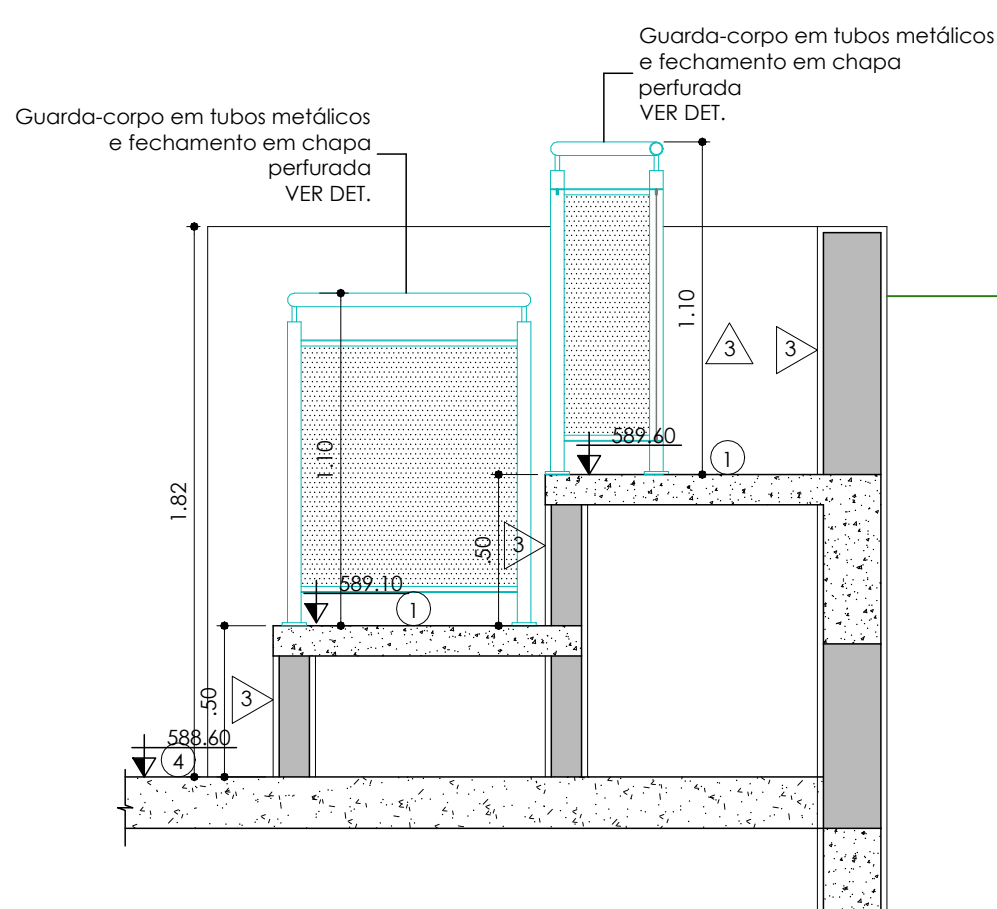 Guarda-corpo em tubos metálicos
e fechamento em chapa
perfurada
VER DET.
Guarda-corpo em tubos metálicos
e fechamento em chapa
perfurada
VER DET.
1.10
3
3
589.60
1
1.82
1.10
.50
3
589.10
1
.50
3
588.60
4